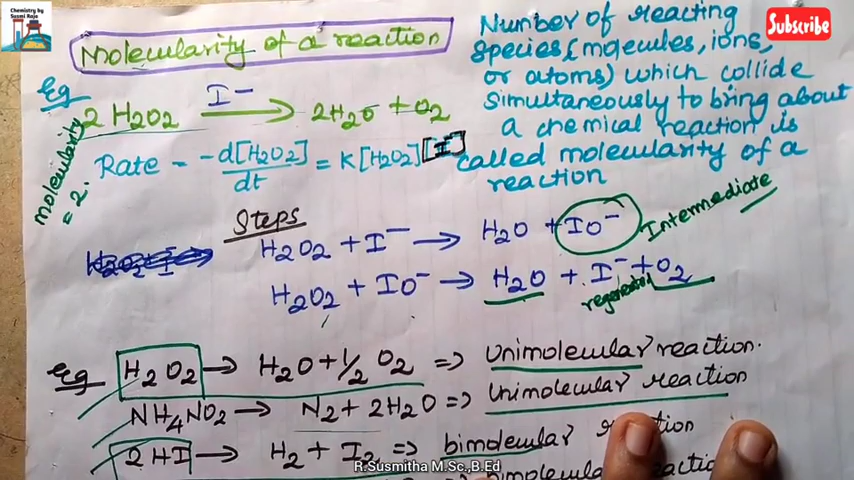 Chemistry by
Susmi Raja
Subscribe
Molecularity of a reaction
Number of reacting
species (molecules, ions,
or atoms) which collide
simultaneously to bring about
a chemical reaction is
called molecularity of a
reaction
Eg
2 H2O2 I⁻ → 2H2O + O2
molecularity
= 2.
Rate = -d[H2O2]/dt = K[H2O2][I⁻]
Steps
H2O2 + I⁻ → H2O + IO⁻ Intermediate
H2O2 + IO⁻ → H2O + I⁻ + O2
Eg H2O2 → H2O + 1/2 O2 => Unimolecular reaction.
NH4NO2 → N2 + 2H2O => Unimolecular reaction
2HI → H2 + I2 => bimolecular
R.Susmitha M.Sc.,B.Ed